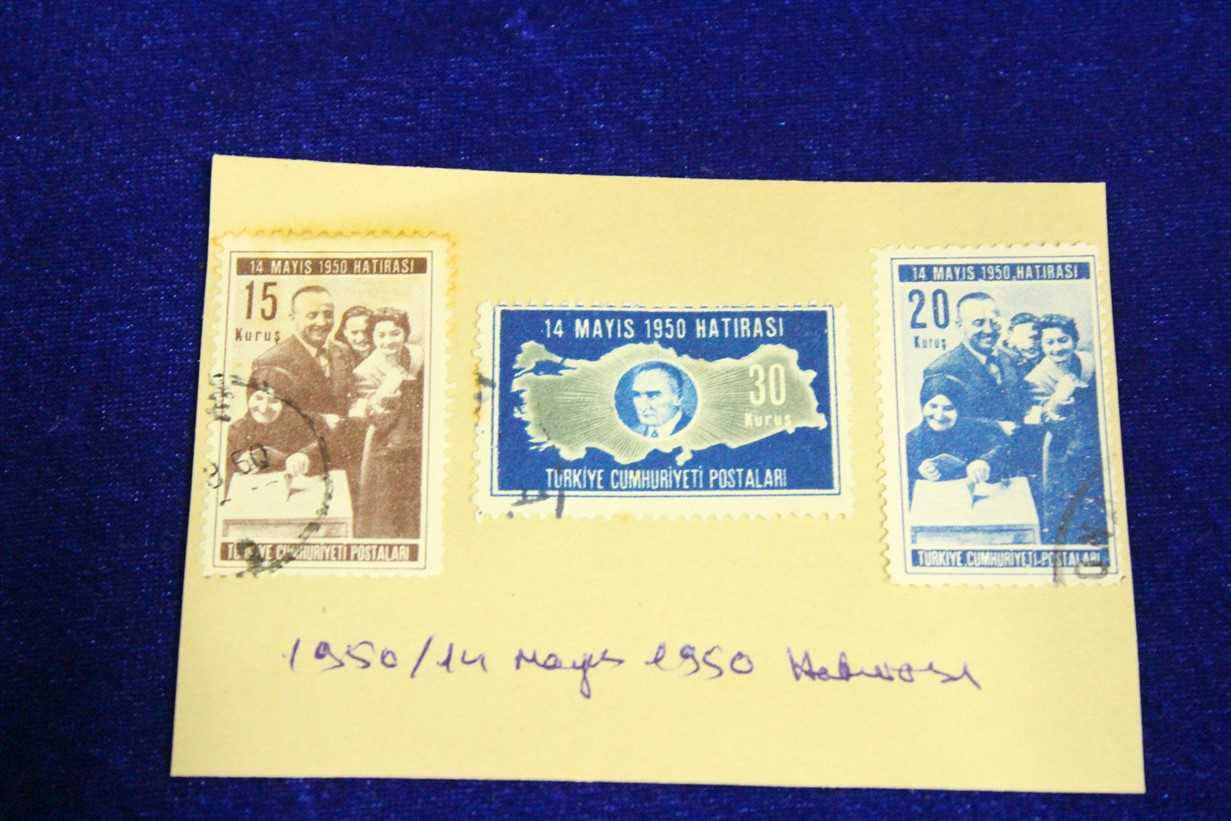 14 MAYIS 1950 HATIRASI
15
Kuruş
TÜRKİYE CUMHURİYETİ POSTALARI
14 MAYIS 1950 HATIRASI
30
Kuruş
TÜRKİYE CUMHURİYETİ POSTALARI
14 MAYIS 1950 HATIRASI
20
Kuruş
TÜRKİYE CUMHURİYETİ POSTALARI
1950/14 Mayıs 1950 Hatırası